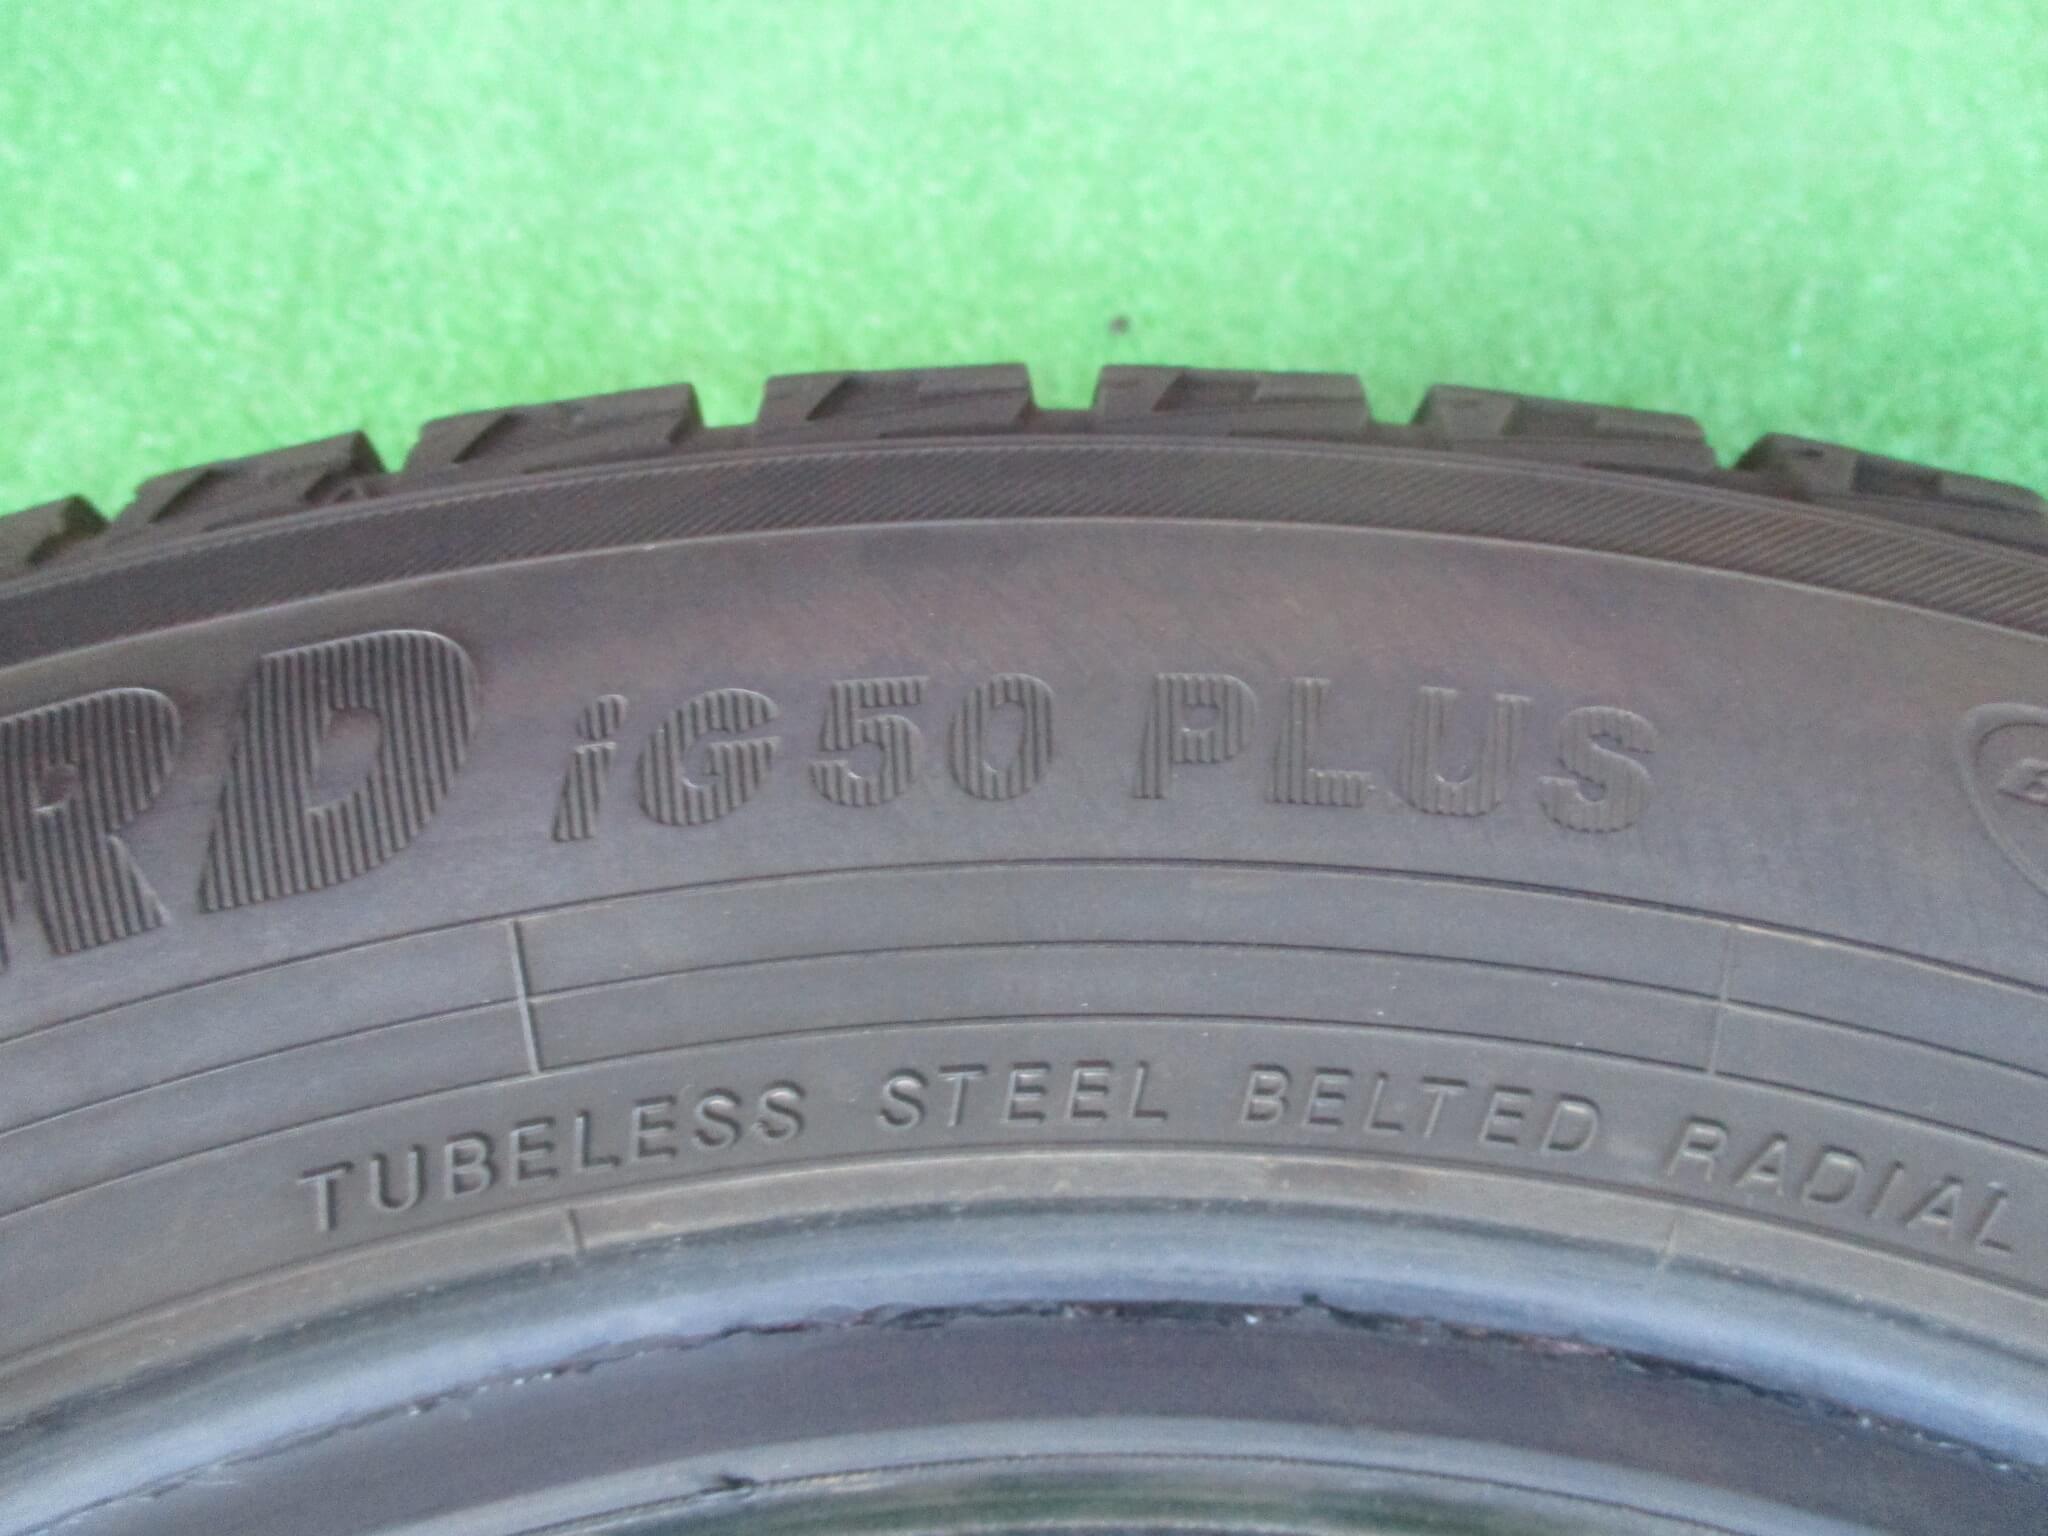 RD iG50 PLUS
TUBELESS STEEL BELTED RADIAL